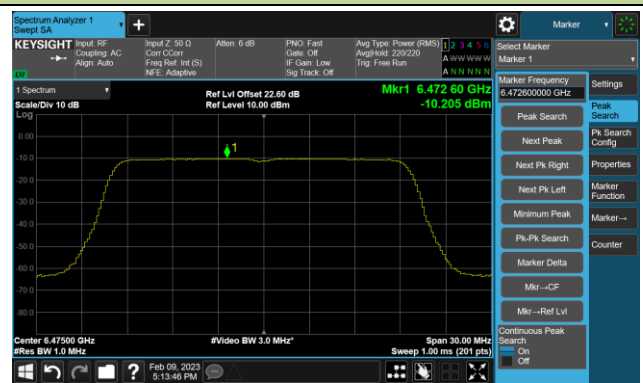 Spectrum Analyzer 1
Swept SA
+
Marker
KEYSIGHT
Input: RF
Coupling: AC
Align: Auto
Input Z: 50 Ω
Corr CCorr
Freq Ref: Int (S)
NFE: Adaptive
Atten: 6 dB
PNO: Fast
Gate: Off
IF Gain: Low
Sig Track: Off
Avg Type: Power (RMS)
Avg|Hold: 220/220
Trig: Free Run
1 2 3 4 5 6
A W W W W W
A N N N N N
LW
Select Marker
Marker 1
1 Spectrum
Scale/Div 10 dB
Log
Ref Lvl Offset 22.60 dB
Ref Level 10.00 dBm
Mkr1 6.472 60 GHz
-10.205 dBm
1
0.00
-10.0
-20.0
-30.0
-40.0
-50.0
-60.0
-70.0
-80.0
Center 6.47500 GHz
#Res BW 1.0 MHz
#Video BW 3.0 MHz*
Span 30.00 MHz
Sweep 1.00 ms (201 pts)
Marker Frequency
6.472600000 GHz
Peak Search
Next Peak
Next Pk Right
Next Pk Left
Minimum Peak
Pk-Pk Search
Marker Delta
Mkr→CF
Mkr→Ref Lvl
Continuous Peak
Search
On
Off
Settings
Peak
Search
Pk Search
Config
Properties
Marker
Function
Marker→
Counter
?
Feb 09, 2023
5:13:46 PM